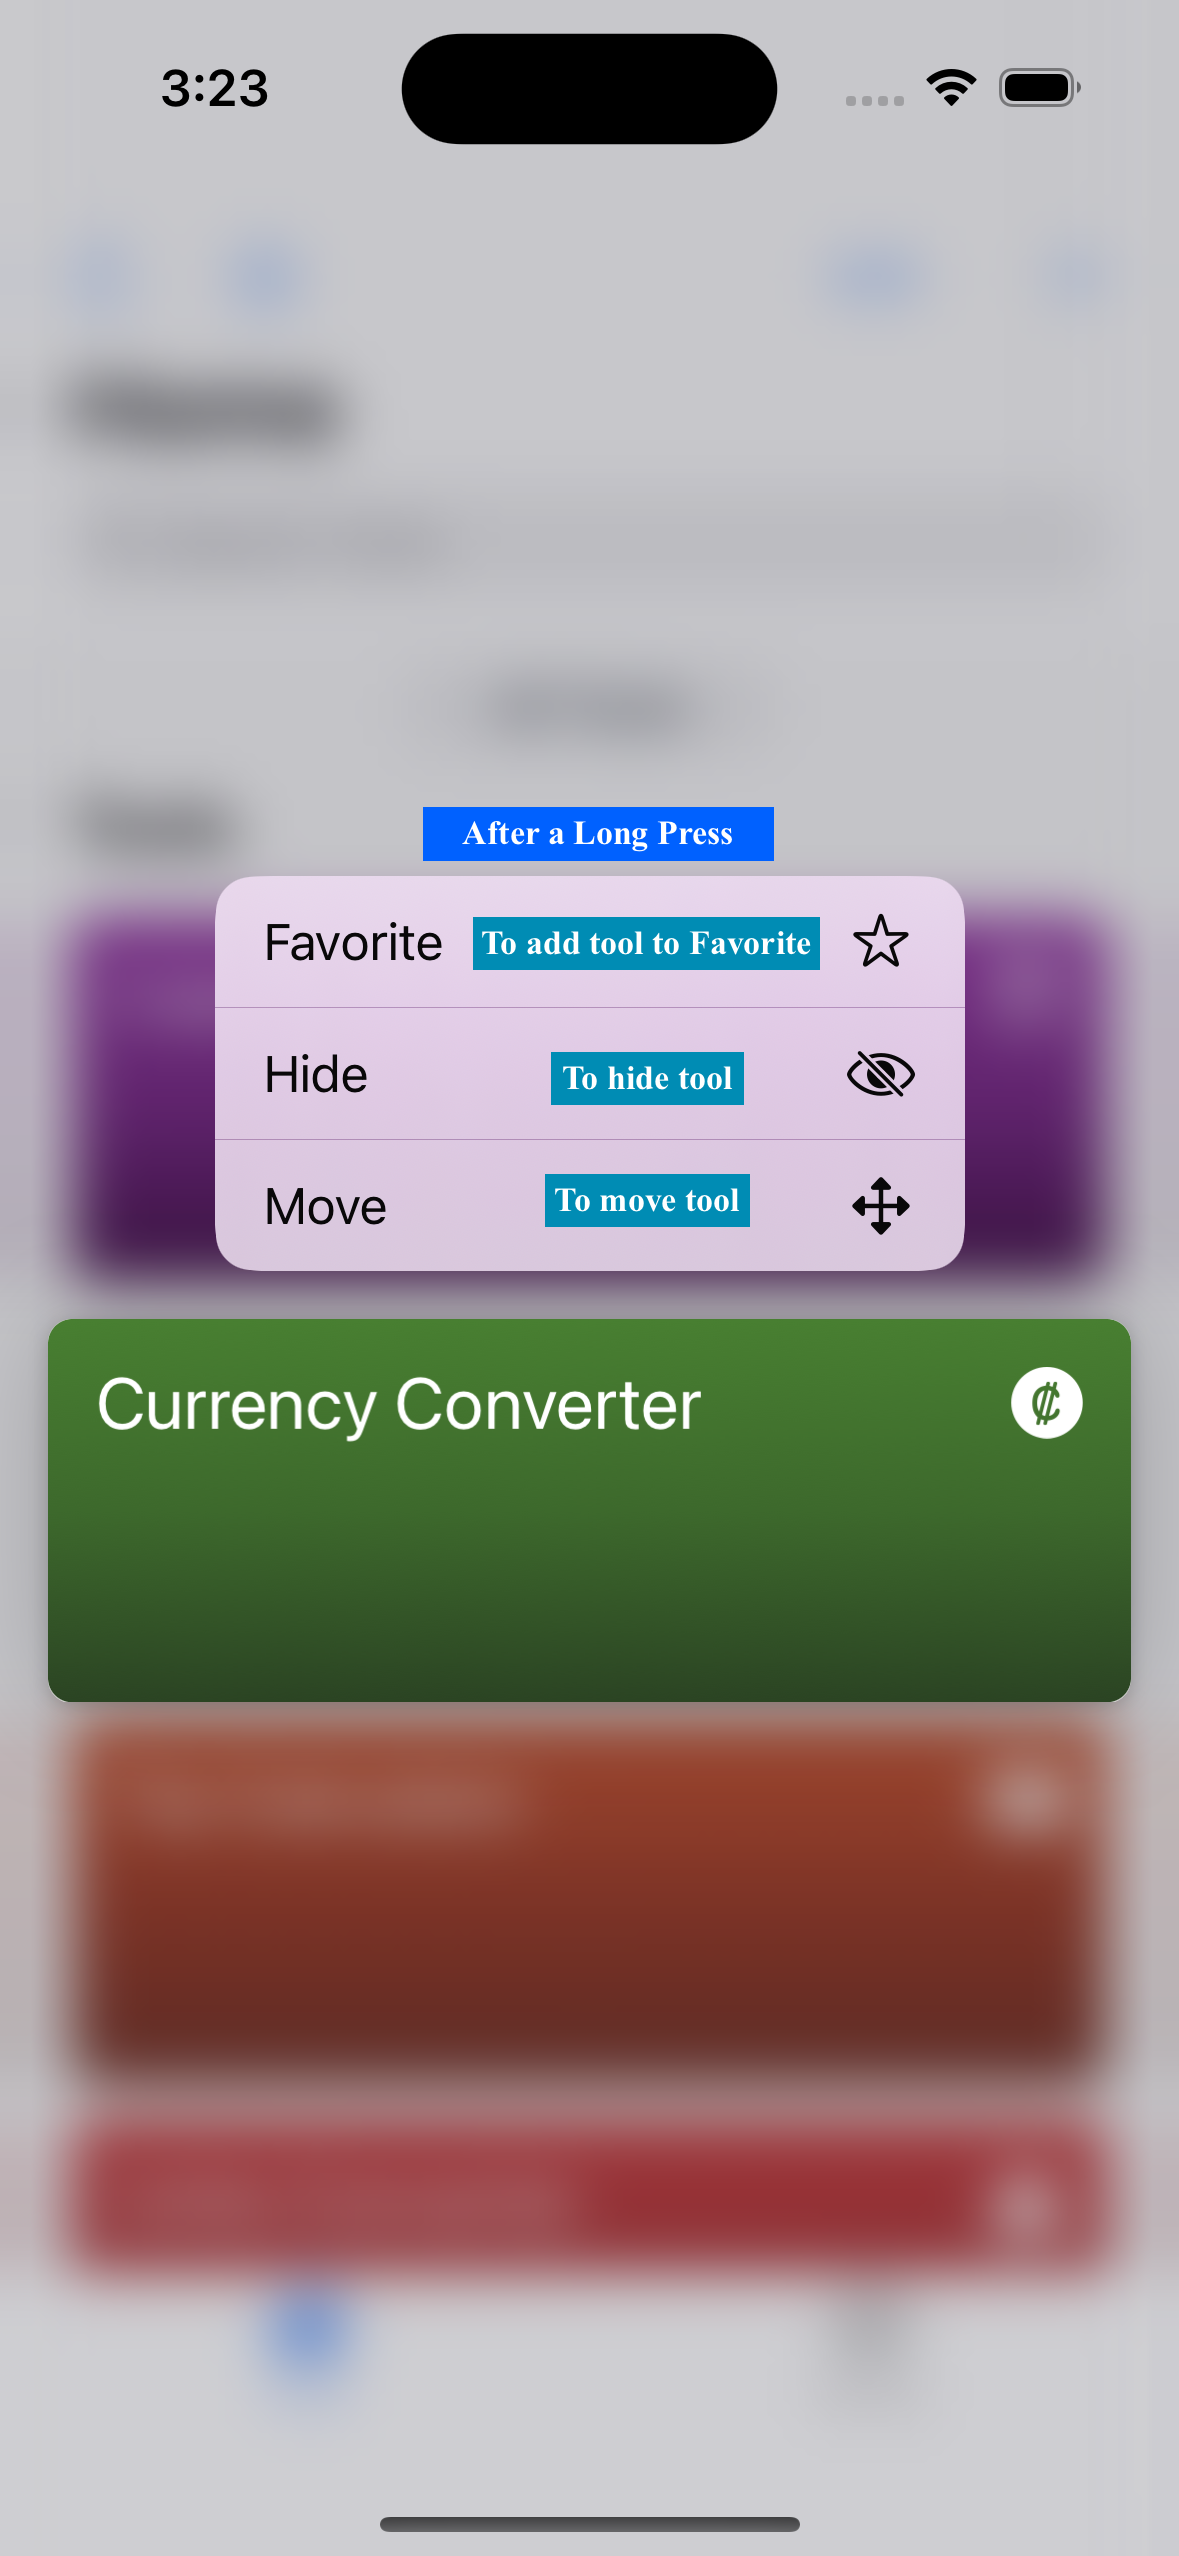 3:23
After a Long Press
Favorite To add tool to Favorite
Hide To hide tool
Move To move tool
Currency Converter ₡